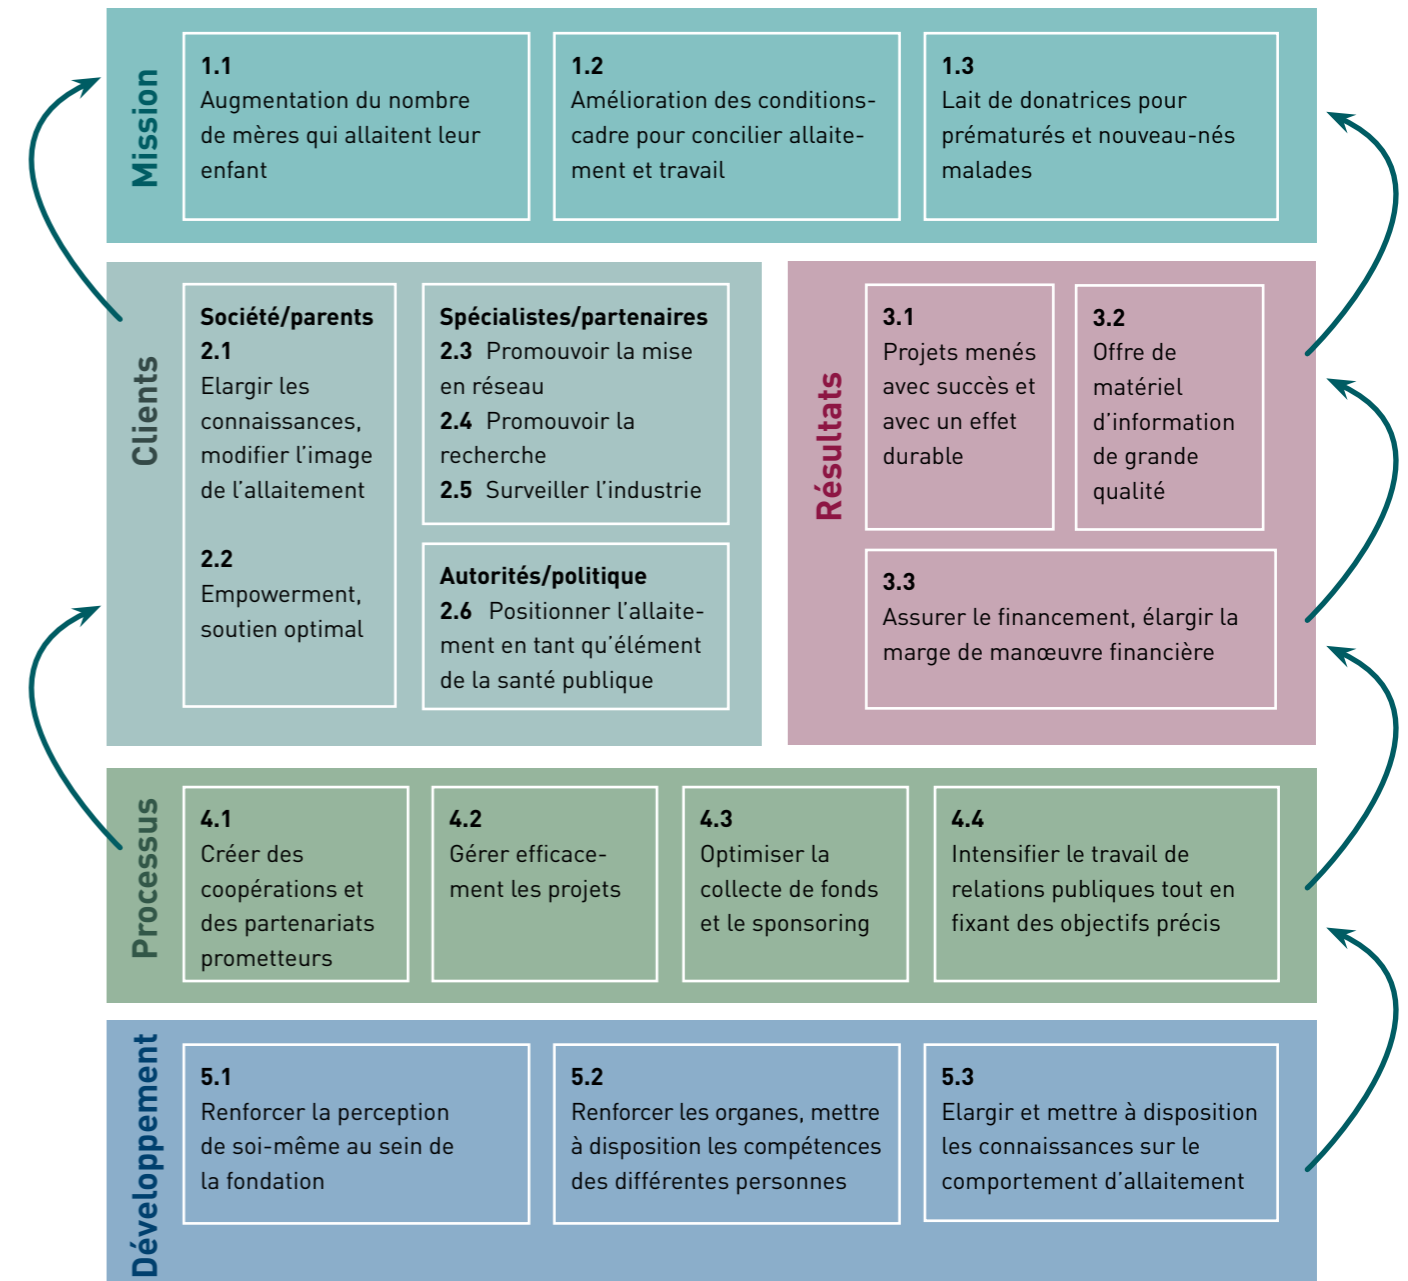 Mission
1.1
Augmentation du nombre
de mères qui allaitent leur
enfant
1.2
Amélioration des conditions-
cadre pour concilier allaite-
ment et travail
1.3
Lait de donatrices pour
prématurés et nouveau-nés
malades
Clients
Société/parents
2.1
Elargir les
connaissances,
modifier l’image
de l’allaitement
2.2
Empowerment,
soutien optimal
Spécialistes/partenaires
2.3 Promouvoir la mise
en réseau
2.4 Promouvoir la
recherche
2.5 Surveiller l’industrie
Autorités/politique
2.6 Positionner l’allaite-
ment en tant qu’élément
de la santé publique
Résultats
3.1
Projets menés
avec succès et
avec un effet
durable
3.2
Offre de
matériel
d’information
de grande
qualité
3.3
Assurer le financement, élargir la
marge de manœuvre financière
Processus
4.1
Créer des
coopérations et
des partenariats
prometteurs
4.2
Gérer efficace-
ment les projets
4.3
Optimiser la
collecte de fonds
et le sponsoring
4.4
Intensifier le travail de
relations publiques tout en
fixant des objectifs précis
Développement
5.1
Renforcer la perception
de soi-même au sein de
la fondation
5.2
Renforcer les organes, mettre
à disposition les compétences
des différentes personnes
5.3
Elargir et mettre à disposition
les connaissances sur le
comportement d’allaitement